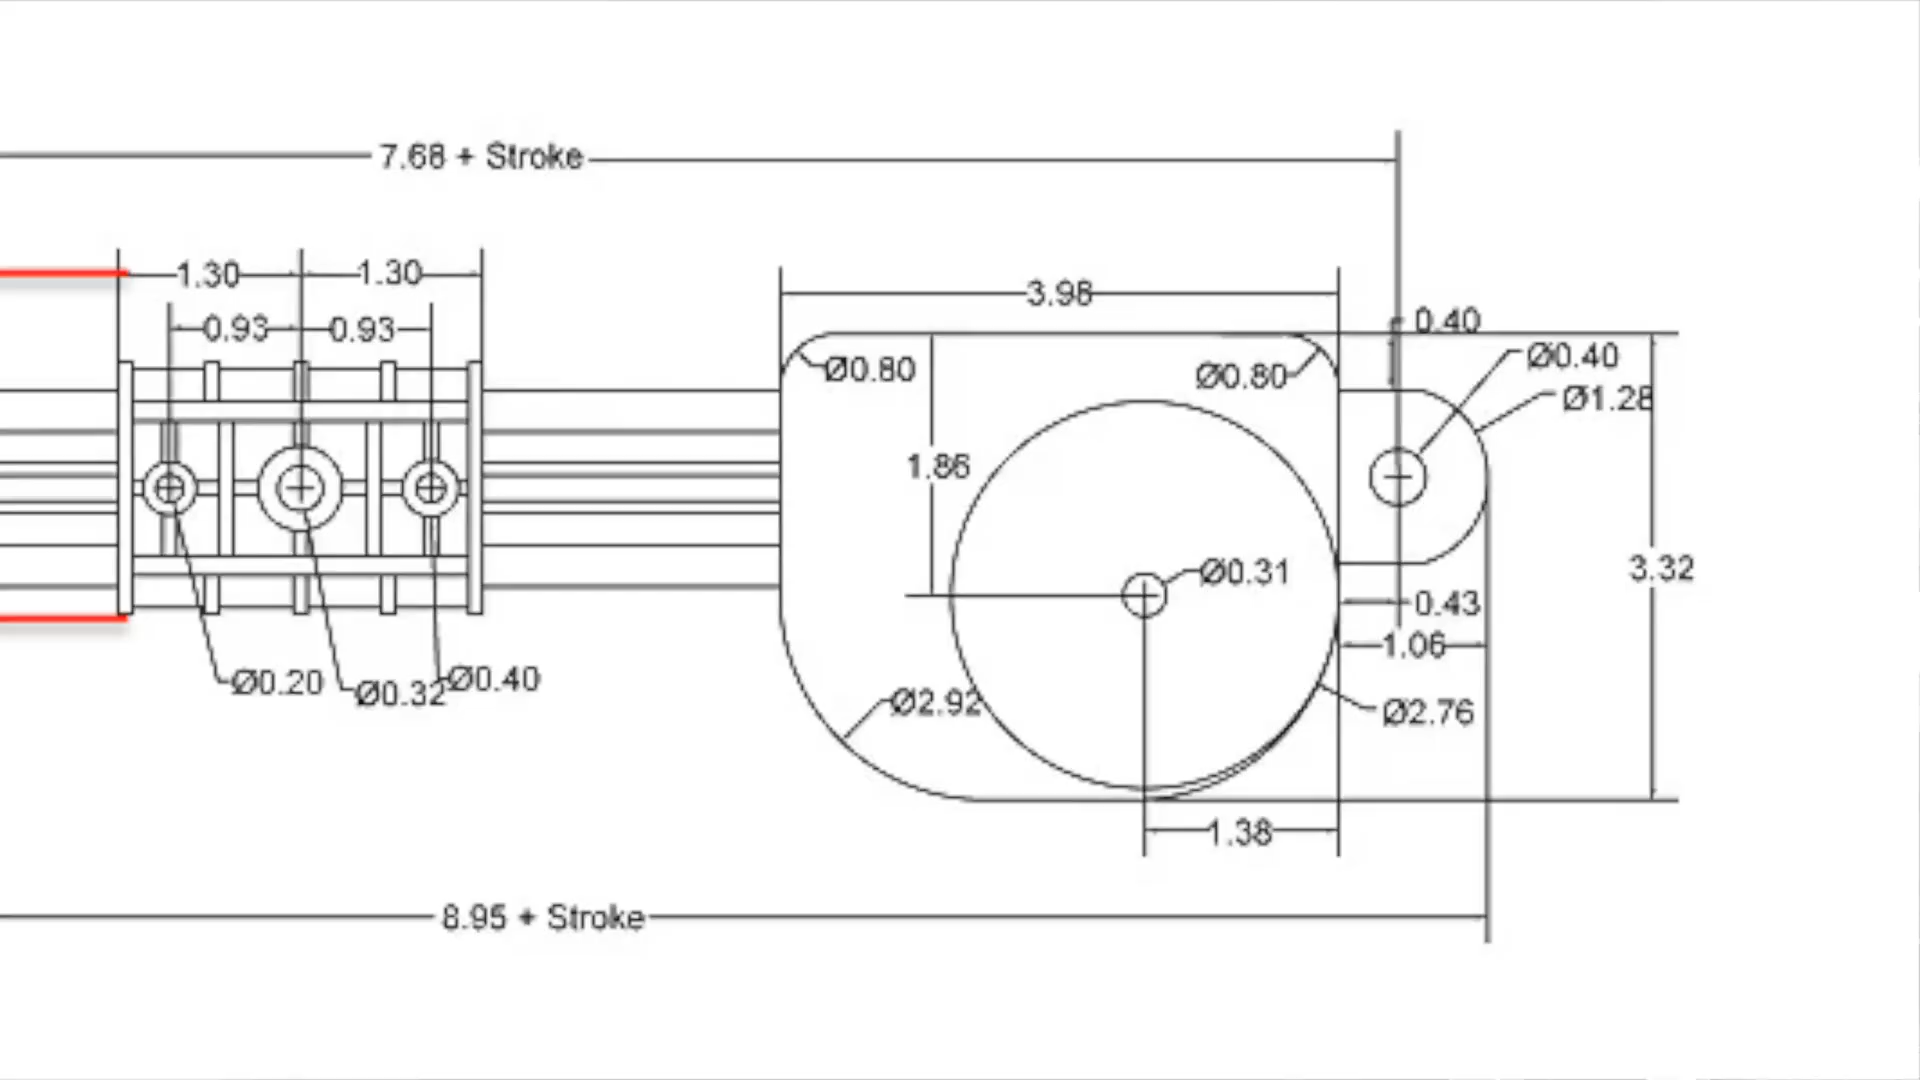 7.68 + Stroke
1.30 1.30
3.98
0.93 0.93
0.40
Ø0.40
Ø0.80
Ø0.80
Ø1.28
1.86
Ø0.31
3.32
0.43
1.06
Ø0.20
Ø0.32
Ø0.40
Ø2.92
Ø2.76
1.38
8.95 + Stroke